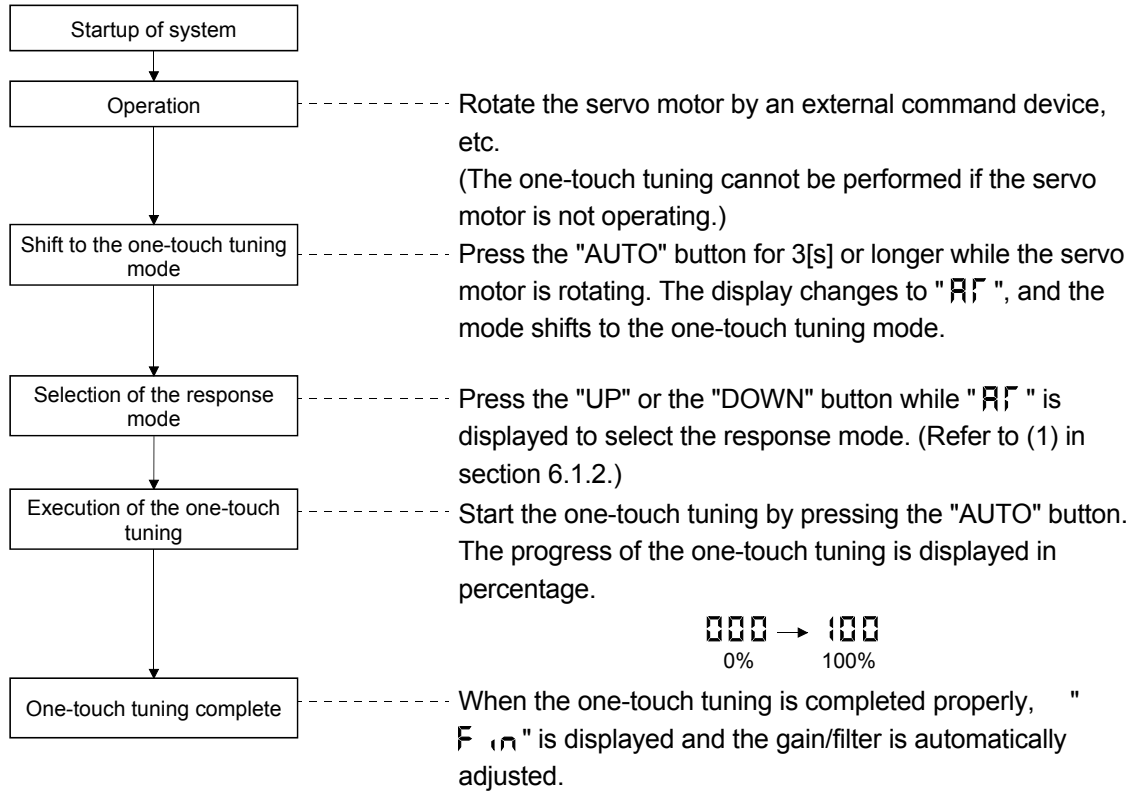 Startup of system
Operation
Rotate the servo motor by an external command device,
etc.
(The one-touch tuning cannot be performed if the servo
motor is not operating.)
Shift to the one-touch tuning
mode
Press the "AUTO" button for 3[s] or longer while the servo
motor is rotating. The display changes to " AΓ ", and the
mode shifts to the one-touch tuning mode.
Selection of the response
mode
Press the "UP" or the "DOWN" button while " AΓ " is
displayed to select the response mode. (Refer to (1) in
section 6.1.2.)
Execution of the one-touch
tuning
Start the one-touch tuning by pressing the "AUTO" button.
The progress of the one-touch tuning is displayed in
percentage.
000 → 100
0% 100%
One-touch tuning complete
When the one-touch tuning is completed properly, "
F in" is displayed and the gain/filter is automatically
adjusted.